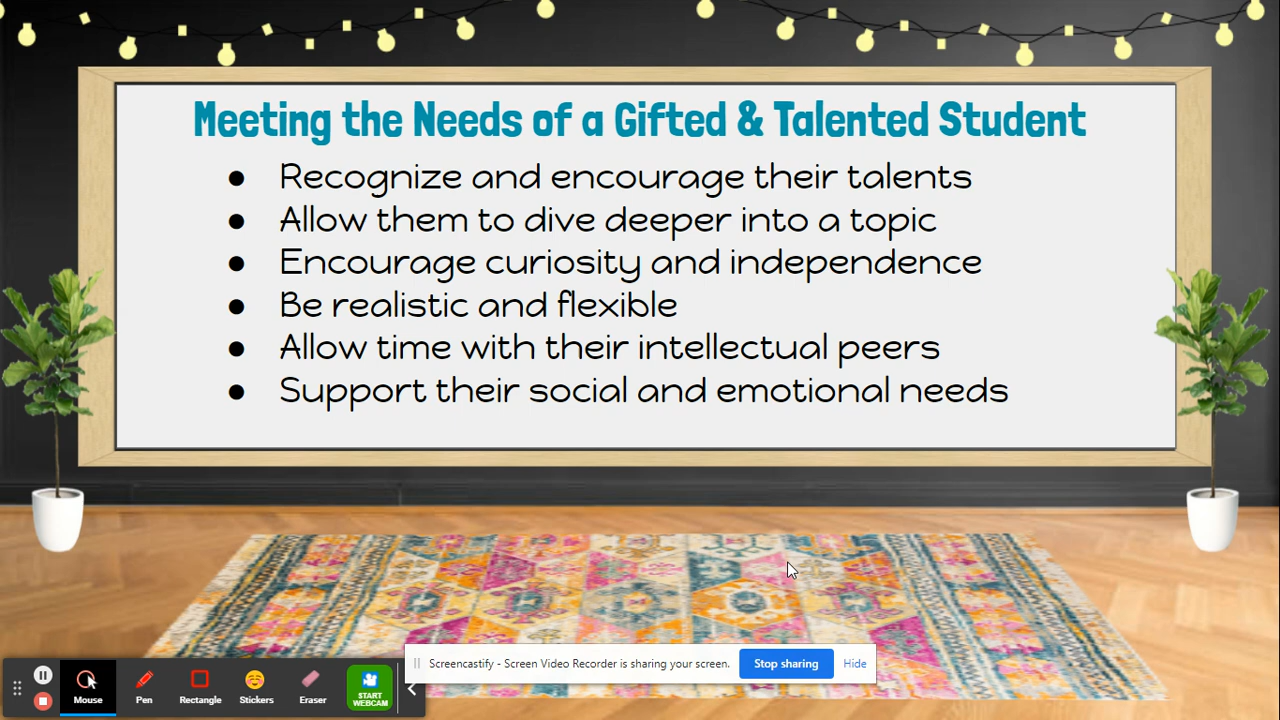 Meeting the Needs of a Gifted & Talented Student
● Recognize and encourage their talents
● Allow them to dive deeper into a topic
● Encourage curiosity and independence
● Be realistic and flexible
● Allow time with their intellectual peers
● Support their social and emotional needs
Screencastify - Screen Video Recorder is sharing your screen. Stop sharing Hide
Mouse Pen Rectangle Stickers Eraser START WEBCAM